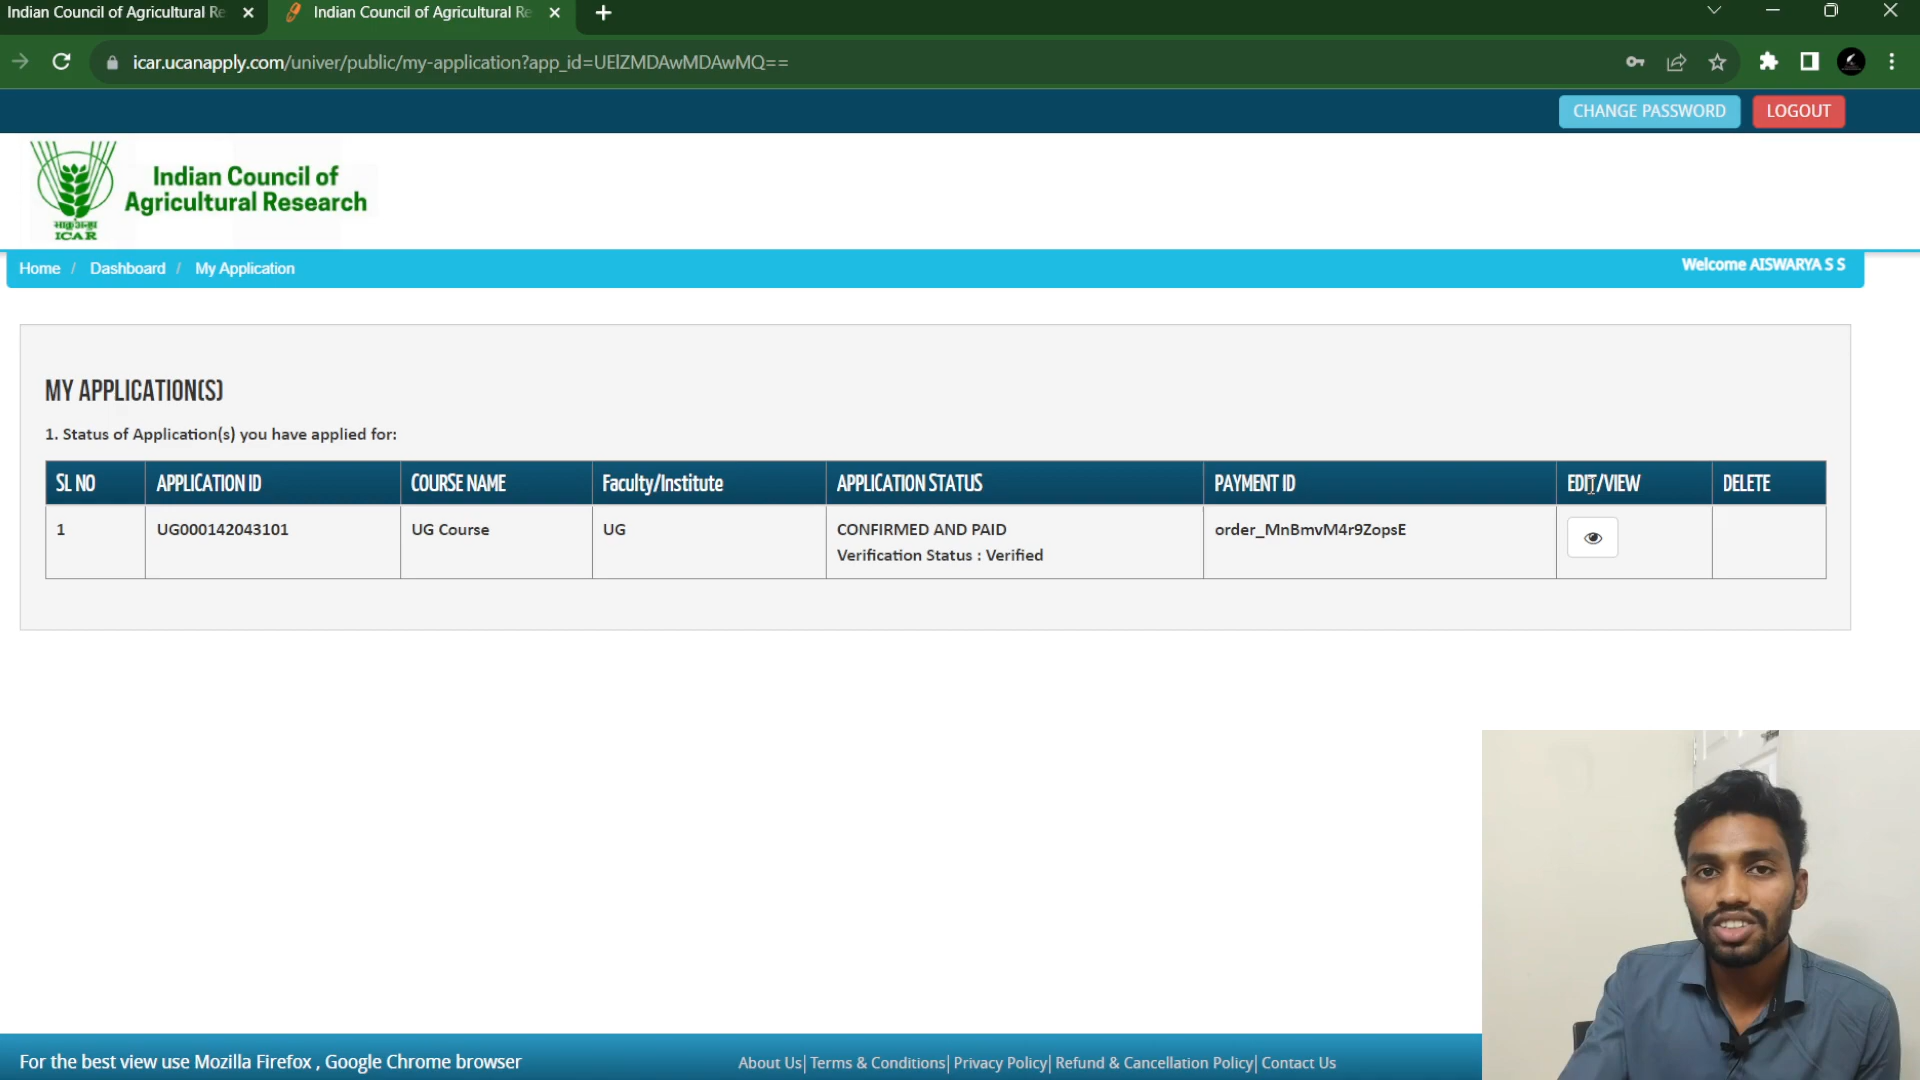 Indian Council of Agricultural Re
Indian Council of Agricultural Re
icar.ucanapply.com/univer/public/my-application?app_id=UElZMDAwMDAwMQ==
CHANGE PASSWORD
LOGOUT
ICAR
Indian Council of
Agricultural Research
Home / Dashboard / My Application
Welcome AISWARYA S S
MY APPLICATION(S)
1. Status of Application(s) you have applied for:
SL NO APPLICATION ID COURSE NAME Faculty/Institute APPLICATION STATUS PAYMENT ID EDIT/VIEW DELETE
1 UG000142043101 UG Course UG CONFIRMED AND PAID order_MnBmvM4r9ZopsE
Verification Status : Verified
For the best view use Mozilla Firefox , Google Chrome browser
About Us| Terms & Conditions| Privacy Policy| Refund & Cancellation Policy| Contact Us